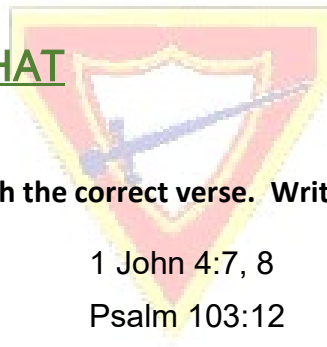 HAT
h the correct verse. Writ
1 John 4:7, 8
Psalm 103:12